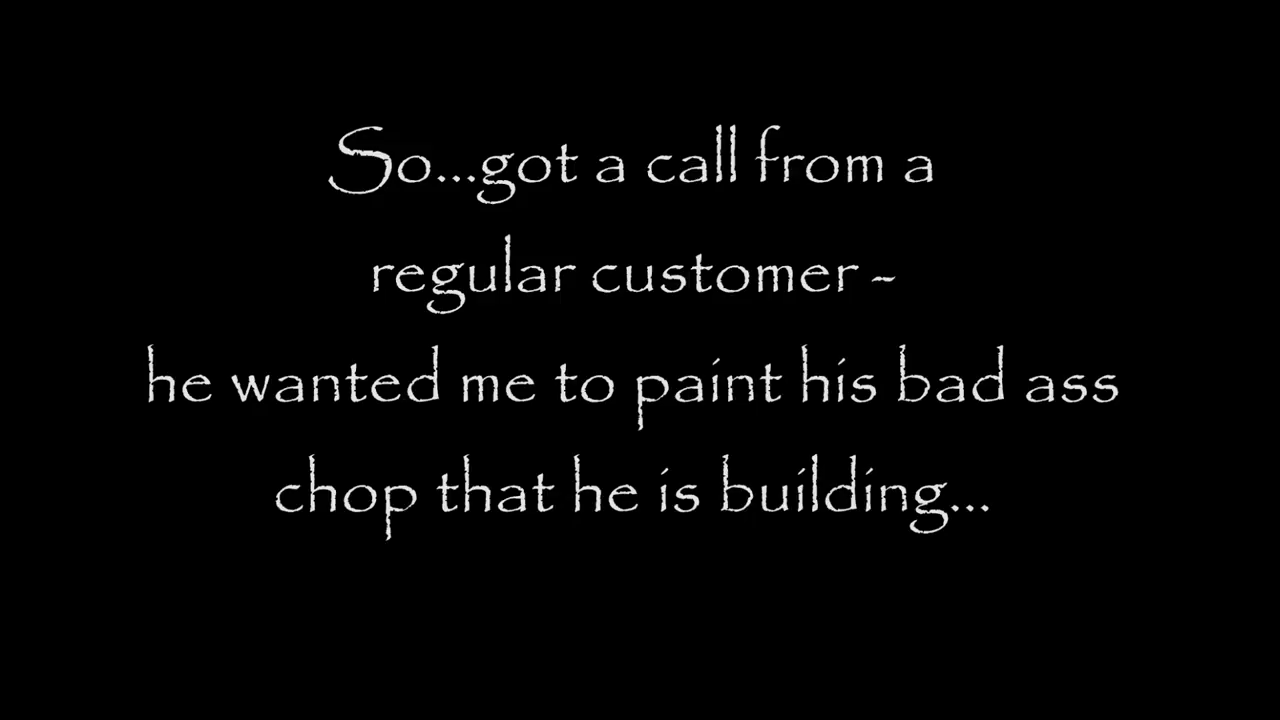 So...got a call from a
regular customer -
he wanted me to paint his bad ass
chop that he is building...